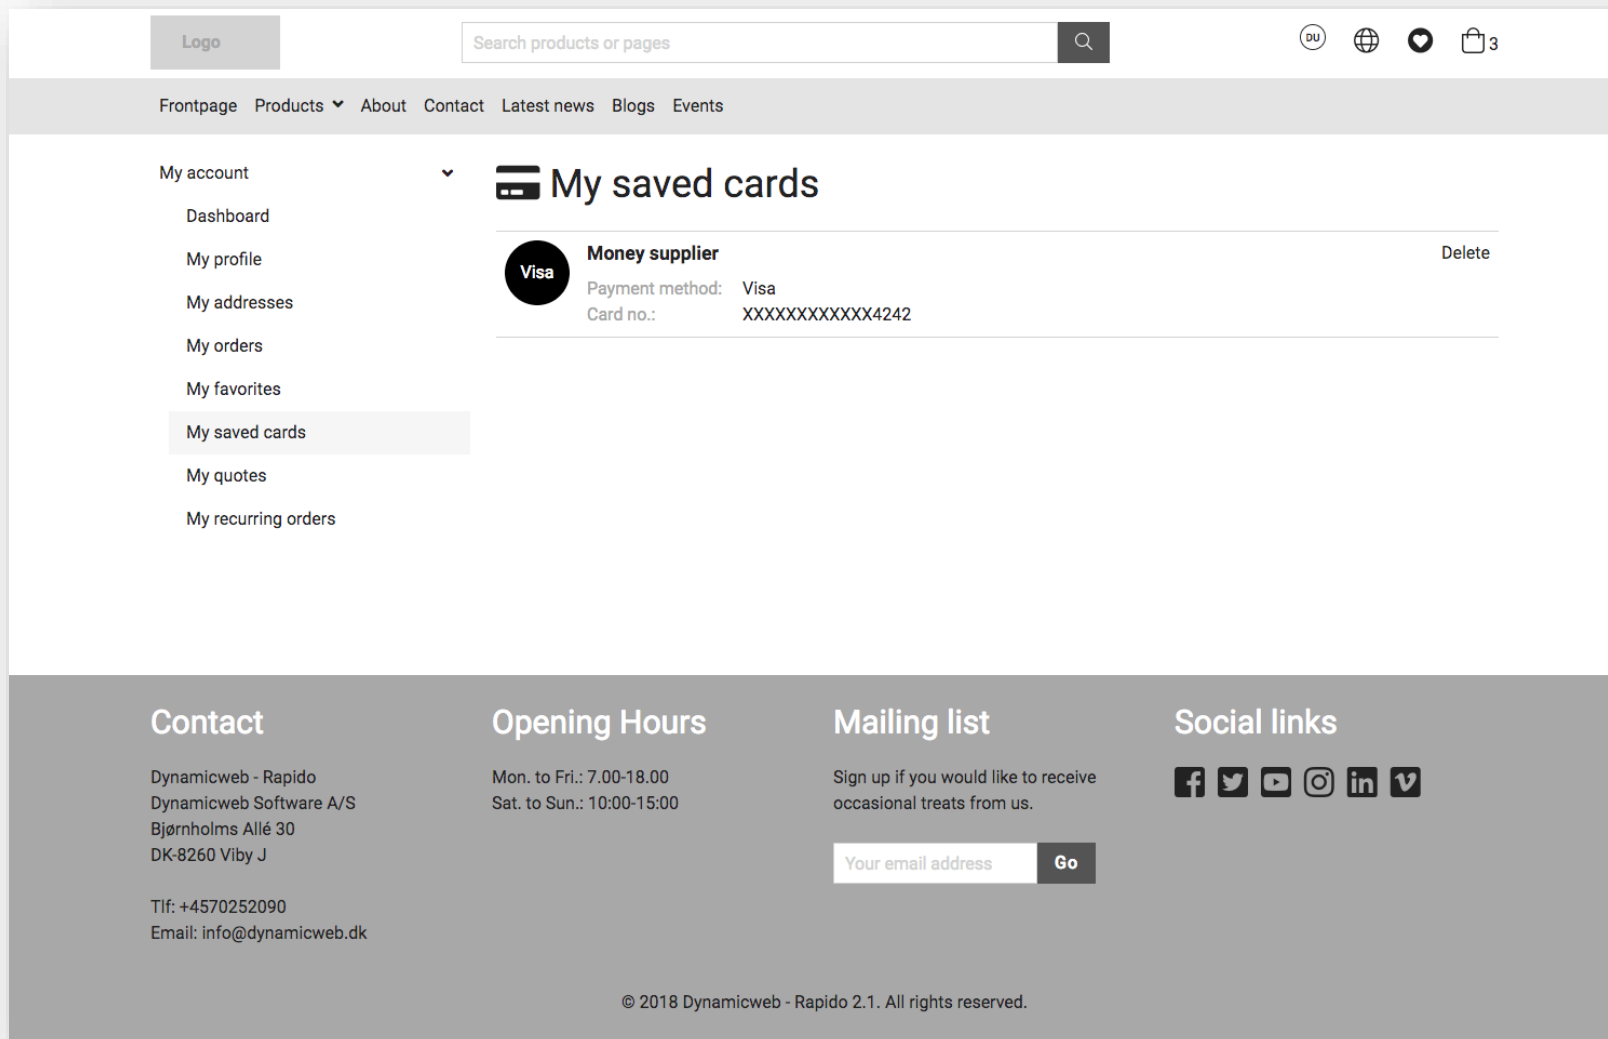 Logo
Search products or pages
DU
3
Frontpage Products About Contact Latest news Blogs Events
My account
Dashboard
My profile
My addresses
My orders
My favorites
My saved cards
My quotes
My recurring orders
My saved cards
Visa
Money supplier
Delete
Payment method: Visa
Card no.: XXXXXXXXXXXX4242
Contact
Dynamicweb - Rapido
Dynamicweb Software A/S
Bjørnholms Allé 30
DK-8260 Viby J
Tlf: +4570252090
Email: info@dynamicweb.dk
Opening Hours
Mon. to Fri.: 7.00-18.00
Sat. to Sun.: 10:00-15:00
Mailing list
Sign up if you would like to receive
occasional treats from us.
Your email address
Go
Social links
© 2018 Dynamicweb - Rapido 2.1. All rights reserved.